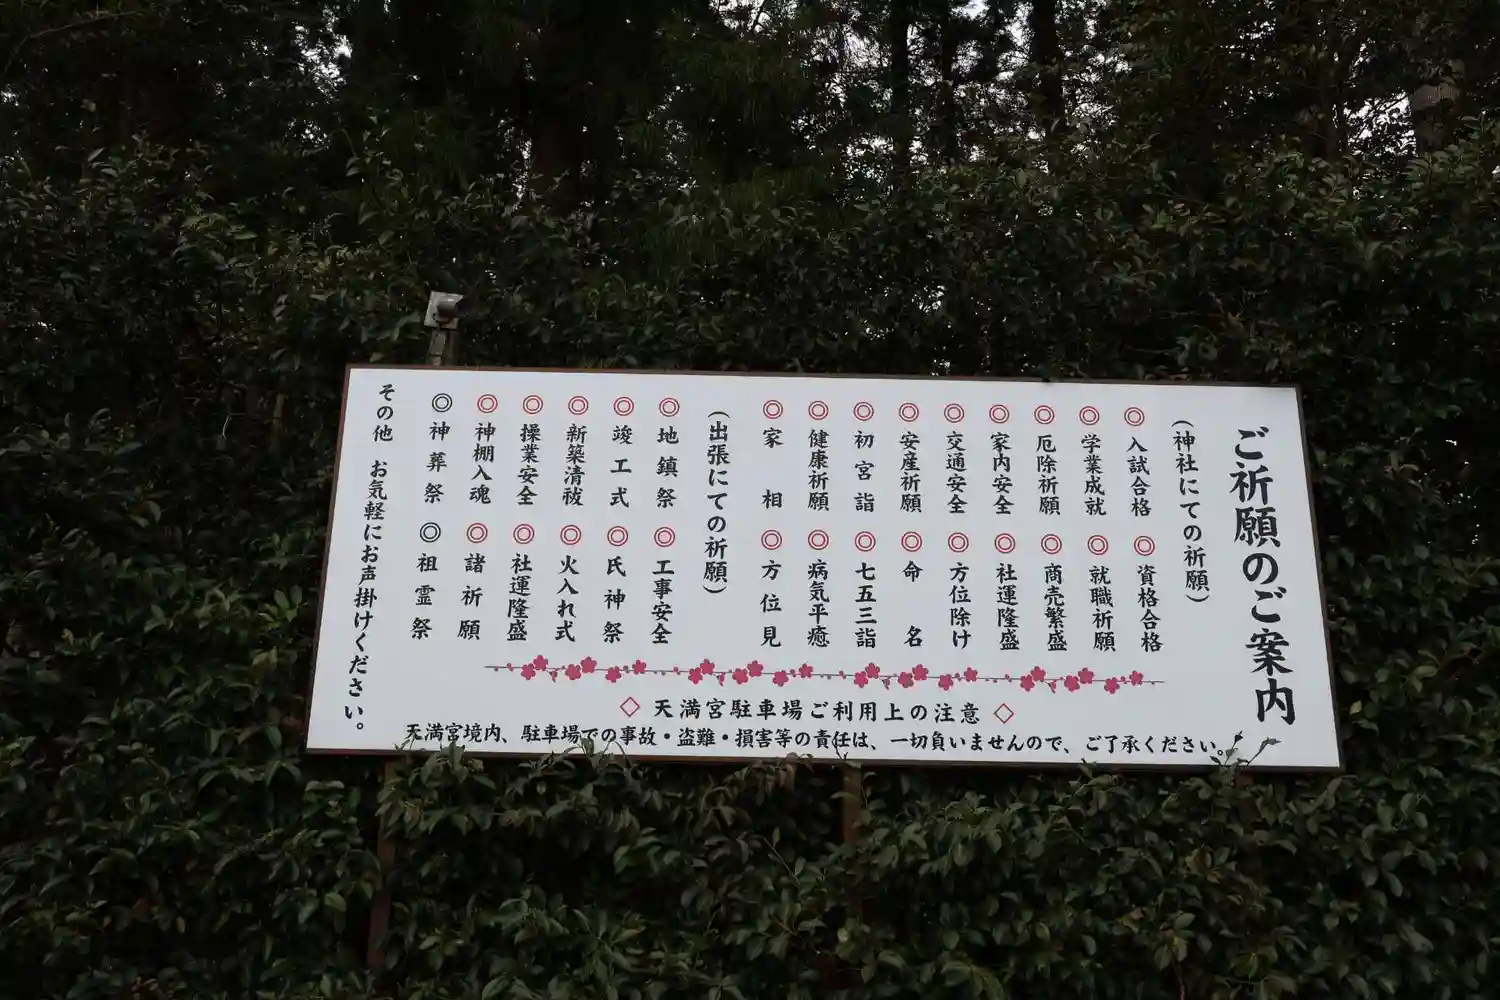 ご祈願のご案内
(神社にての祈願)
◎入試合格 ◎資格合格
◎学業成就 ◎就職祈願
◎厄除祈願 ◎商売繁盛
◎家内安全 ◎社運隆盛
◎交通安全 ◎方位除け
◎安産祈願 ◎命名
◎初宮詣 ◎七五三詣
◎健康祈願 ◎病気平癒
◎家相 ◎方位見
(出張にての祈願)
◎地鎮祭 ◎工事安全
◎竣工式 ◎氏神祭
◎新築清祓 ◎火入れ式
◎操業安全 ◎社運隆盛
◎神棚入魂 ◎諸祈願
◎神葬祭 ◎祖霊祭
その他 お気軽にお声掛けください。
◇天満宮駐車場ご利用上の注意◇
天満宮境内、駐車場での事故・盗難・損害等の責任は、一切負いませんので、ご了承ください。